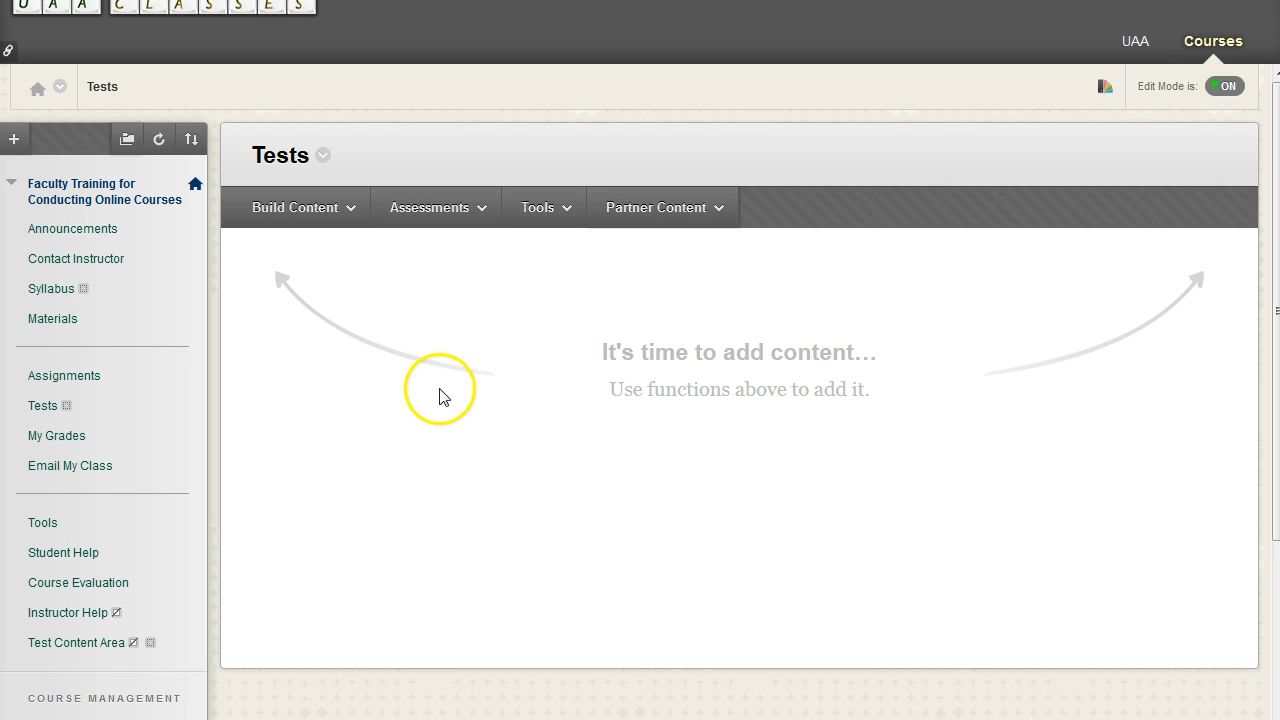 UAA CLASSES
UAA
Courses
Tests
Edit Mode is:
ON
Faculty Training for
Conducting Online Courses
Announcements
Contact Instructor
Syllabus
Materials
Assignments
Tests
My Grades
Email My Class
Tools
Student Help
Course Evaluation
Instructor Help
Test Content Area
COURSE MANAGEMENT
Tests
Build Content
Assessments
Tools
Partner Content
It's time to add content...
Use functions above to add it.